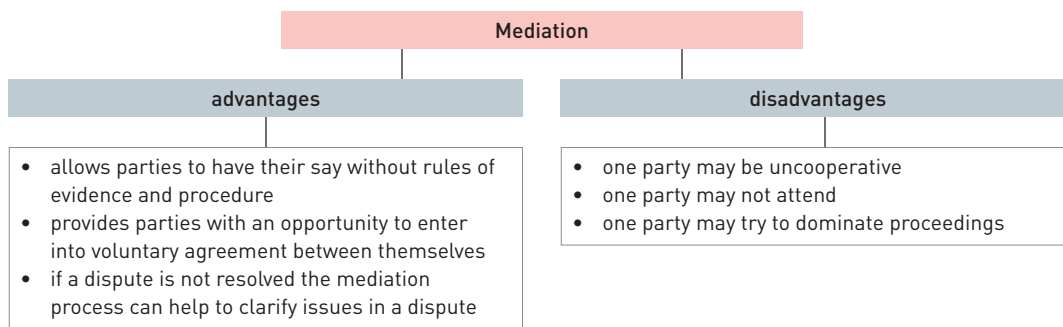 Mediation
advantages
• allows parties to have their say without rules of
evidence and procedure
• provides parties with an opportunity to enter
into voluntary agreement between themselves
• if a dispute is not resolved the mediation
process can help to clarify issues in a dispute
disadvantages
• one party may be uncooperative
• one party may not attend
• one party may try to dominate proceedings